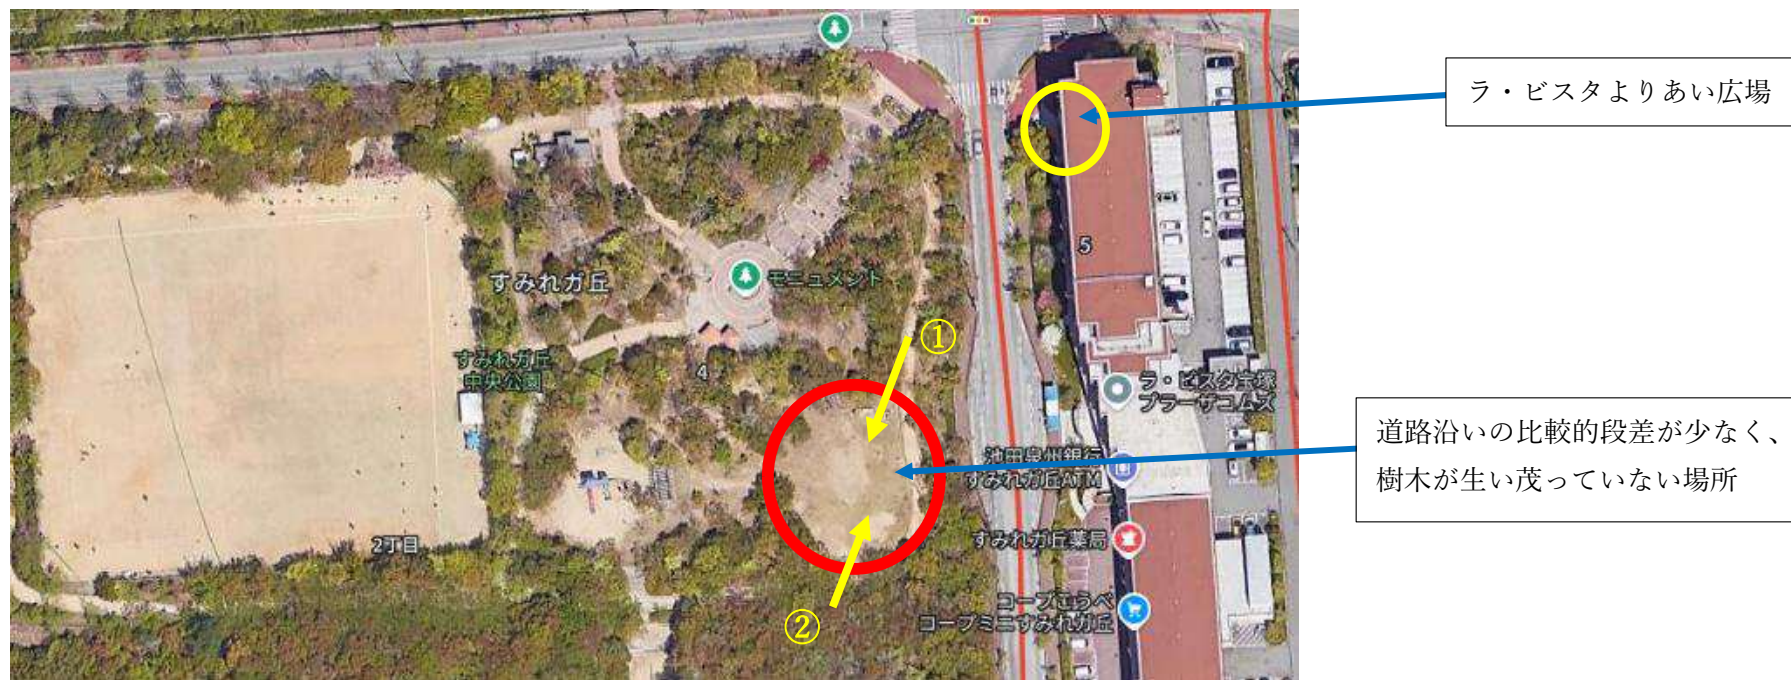 ラ・ビスタよりあい広場
5
すみれガ丘
モニュメント
①
すみれガ丘
中央公園
4
ラ・ビスタ宝塚
プラーザコムズ
道路沿いの比較的段差が少なく、
樹木が生い茂っていない場所
池田泉州銀行
すみれガ丘ATM
2丁目
すみれガ丘薬局
コープこうべ
コープミニすみれガ丘
②